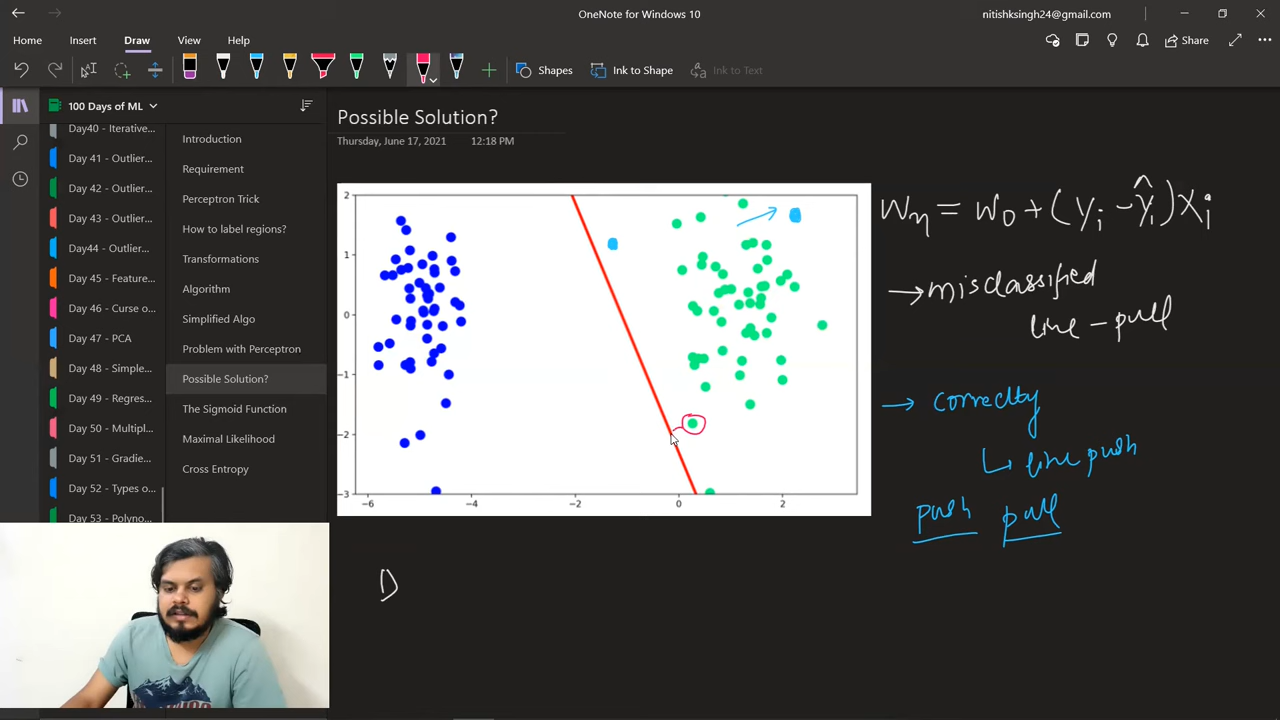 OneNote for Windows 10
nitishksingh24@gmail.com
Home
Insert
Draw
View
Help
Share
Shapes
Ink to Shape
Ink to Text
100 Days of ML
Day40 - Iterative...
Day 41 - Outlier...
Day 42 - Outlier...
Day 43 - Outlier...
Day44 - Outlier...
Day 45 - Feature...
Day 46 - Curse o...
Day 47 - PCA
Day 48 - Simple...
Day 49 - Regres...
Day 50 - Multipl...
Day 51 - Gradie...
Day 52 - Types o...
Day 53 - Polyno...
Introduction
Requirement
Perceptron Trick
How to label regions?
Transformations
Algorithm
Simplified Algo
Problem with Perceptron
Possible Solution?
The Sigmoid Function
Maximal Likelihood
Cross Entropy
Possible Solution?
Thursday, June 17, 2021 12:18 PM
2
1
0
-1
-2
-3
-6 -4 -2 0 2
Wn = W0 + (yi - ŷi) Xi
→ misclassified
line - pull
→ correctly
↳ line push
push pull
D